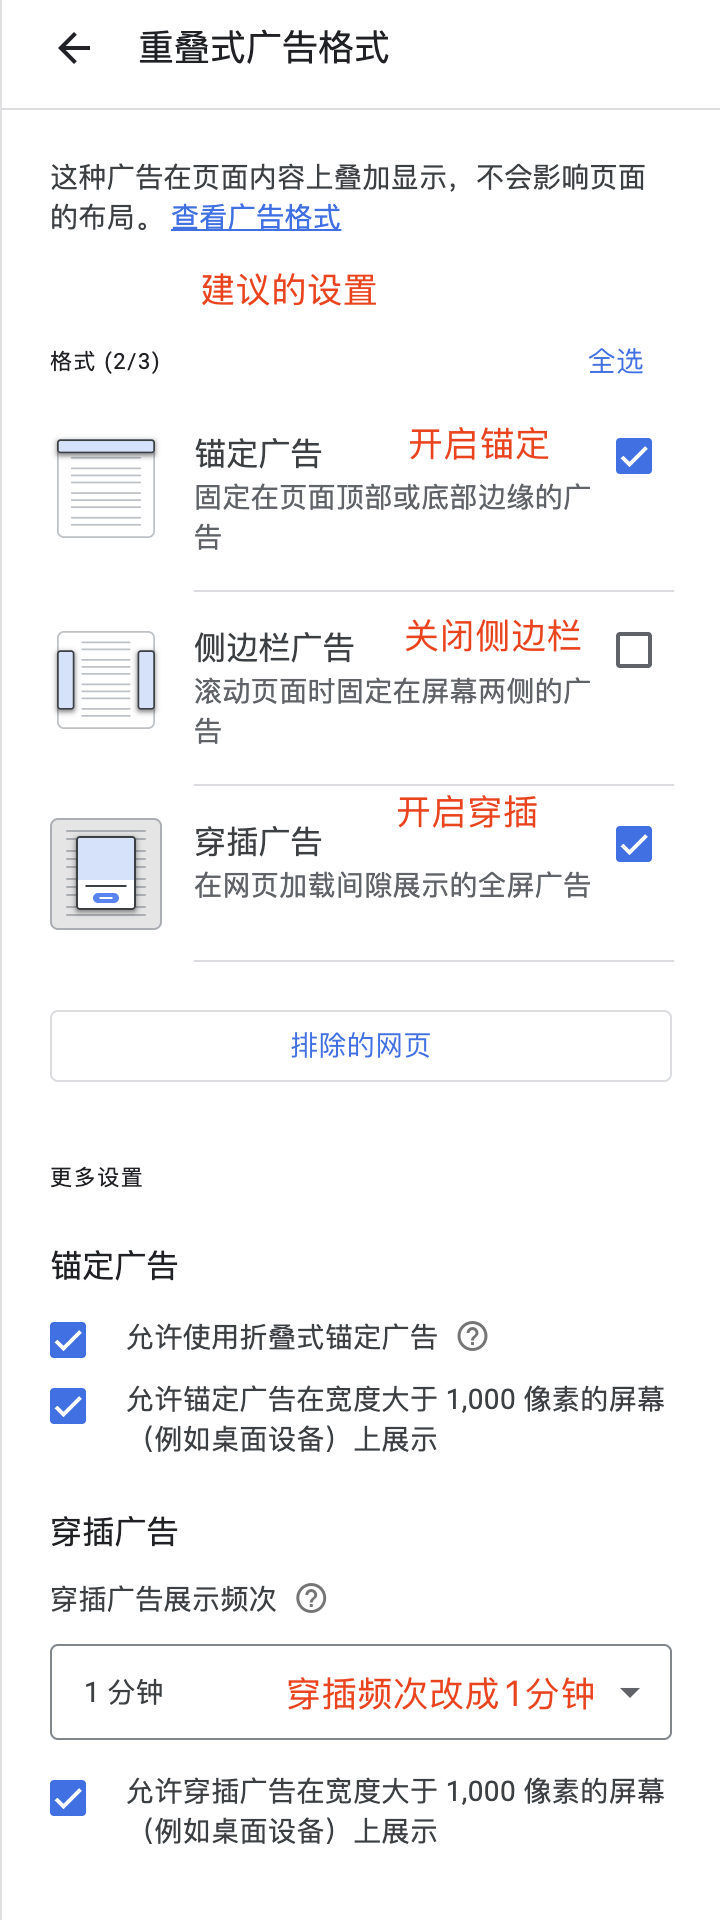 重叠式广告格式
这种广告在页面内容上叠加显示，不会影响页面
的布局。 查看广告格式
建议的设置
格式 (2/3)
全选
锚定广告
开启锚定
固定在页面顶部或底部边缘的广
告
侧边栏广告
关闭侧边栏
滚动页面时固定在屏幕两侧的广
告
开启穿插
穿插广告
在网页加载间隙展示的全屏广告
排除的网页
更多设置
锚定广告
允许使用折叠式锚定广告
允许锚定广告在宽度大于 1,000 像素的屏幕
（例如桌面设备）上展示
穿插广告
穿插广告展示频次
1 分钟
穿插频次改成1分钟
允许穿插广告在宽度大于 1,000 像素的屏幕
（例如桌面设备）上展示